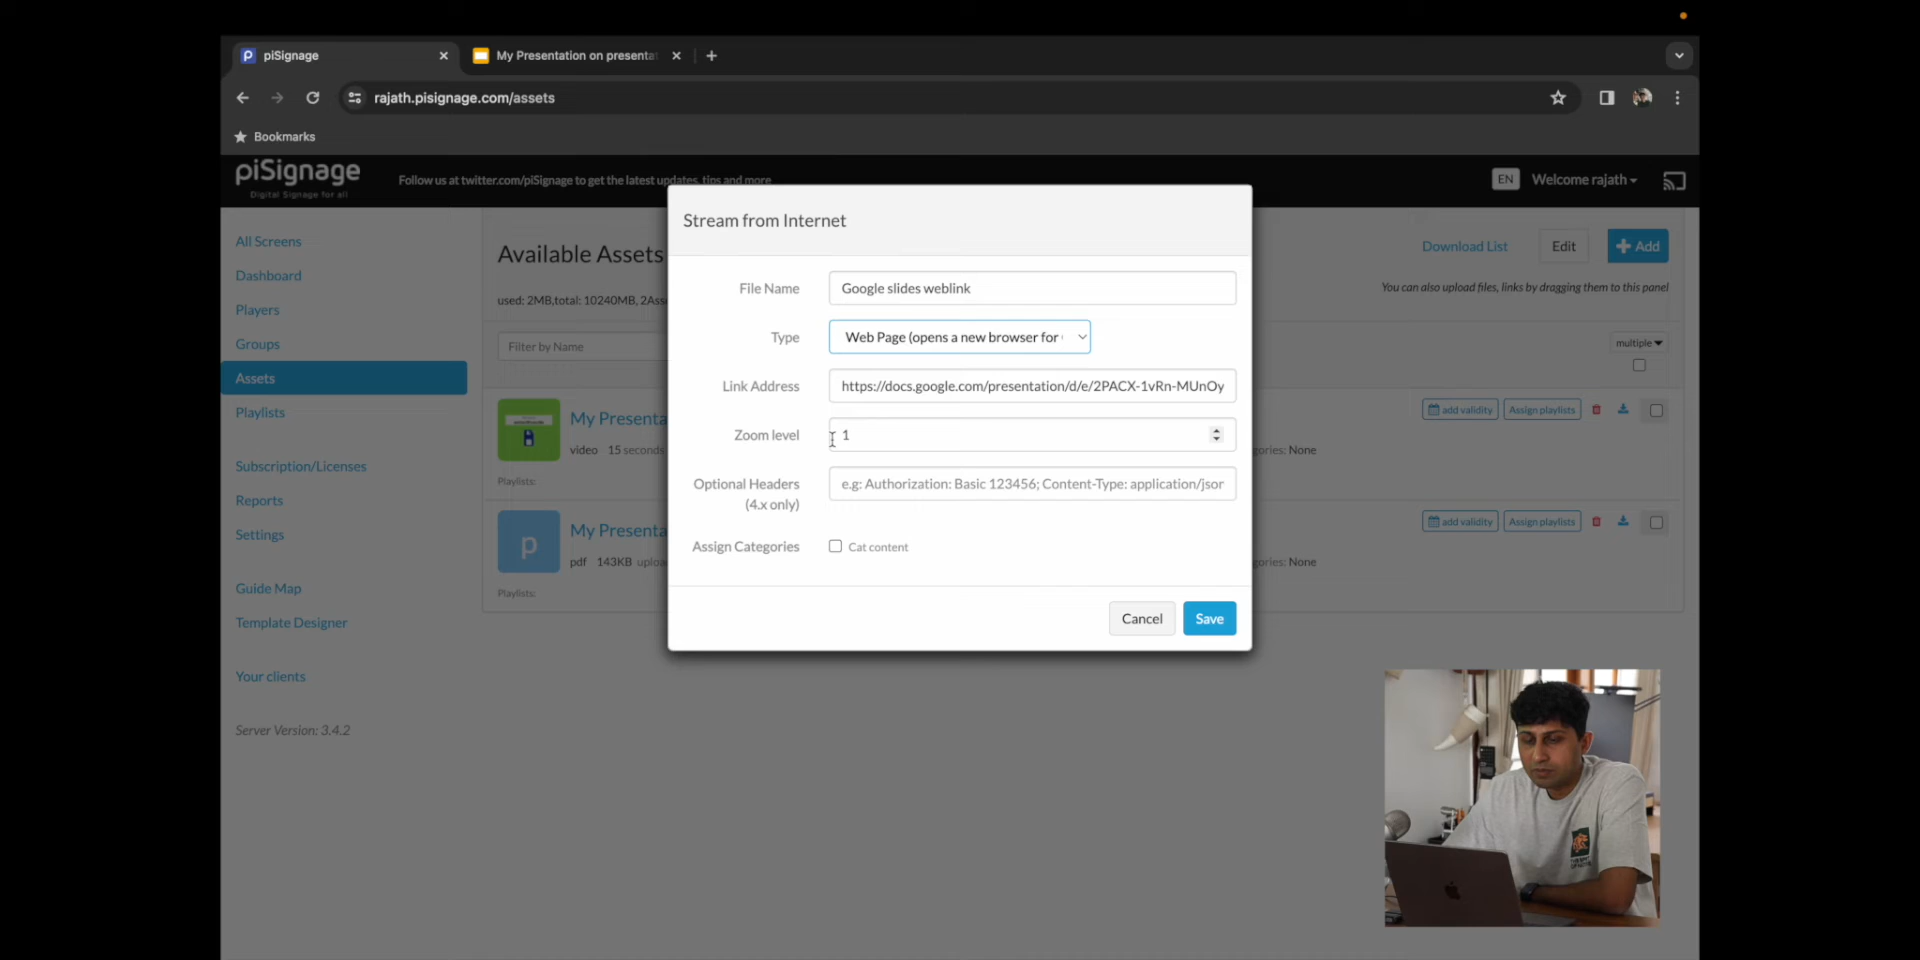 piSignage
My Presentation on presenta
rajath.pisignage.com/assets
Bookmarks
piSignage
Digital Signage for all
Follow us at twitter.com/piSignage to get the latest updates, tips and more
EN
Welcome rajath
All Screens
Dashboard
Players
Groups
Assets
Playlists
Subscription/Licenses
Reports
Settings
Guide Map
Template Designer
Your clients
Server Version: 3.4.2
Available Assets
Download List
Edit
Add
used: 2MB,total: 10240MB, 2Ass
You can also upload files, links by dragging them to this panel
Filter by Name
multiple
My Presenta
video 15 seconds
Playlists:
add validity
Assign playlists
gories: None
p
My Presenta
pdf 143KB uploa
Playlists:
add validity
Assign playlists
gories: None
Stream from Internet
File Name
Google slides weblink
Type
Web Page (opens a new browser for
Link Address
https://docs.google.com/presentation/d/e/2PACX-1vRn-MUnOy
Zoom level
1
Optional Headers
(4.x only)
e.g: Authorization: Basic 123456; Content-Type: application/jsor
Assign Categories
Cat content
Cancel
Save